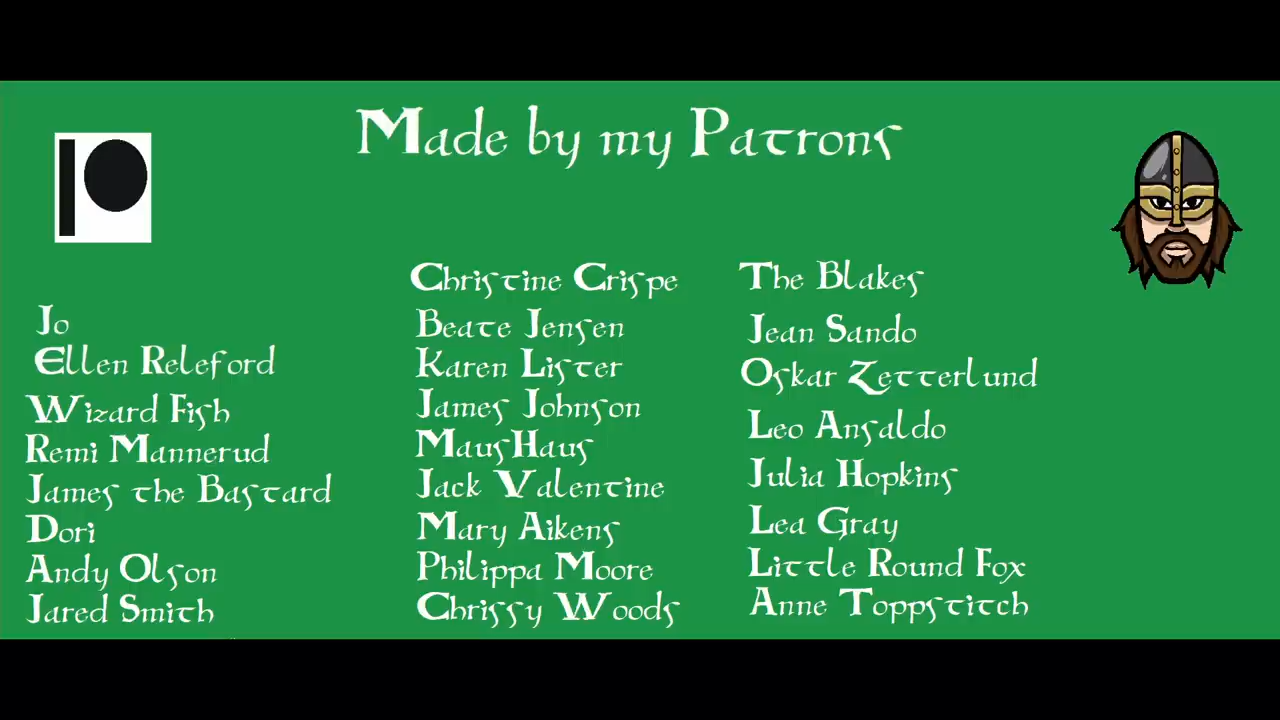 Made by my Patrons
Jo
Ellen Releford
Wizard Fish
Remi Mannerud
James the Bastard
Dori
Andy Olson
Jared Smith
Christine Crispe
Beate Jensen
Karen Lister
James Johnson
MausHaus
Jack Valentine
Mary Aikens
Philippa Moore
Chrissy Woods
The Blakes
Jean Sando
Oskar Zetterlund
Leo Ansaldo
Julia Hopkins
Lea Gray
Little Round Fox
Anne Toppstitch